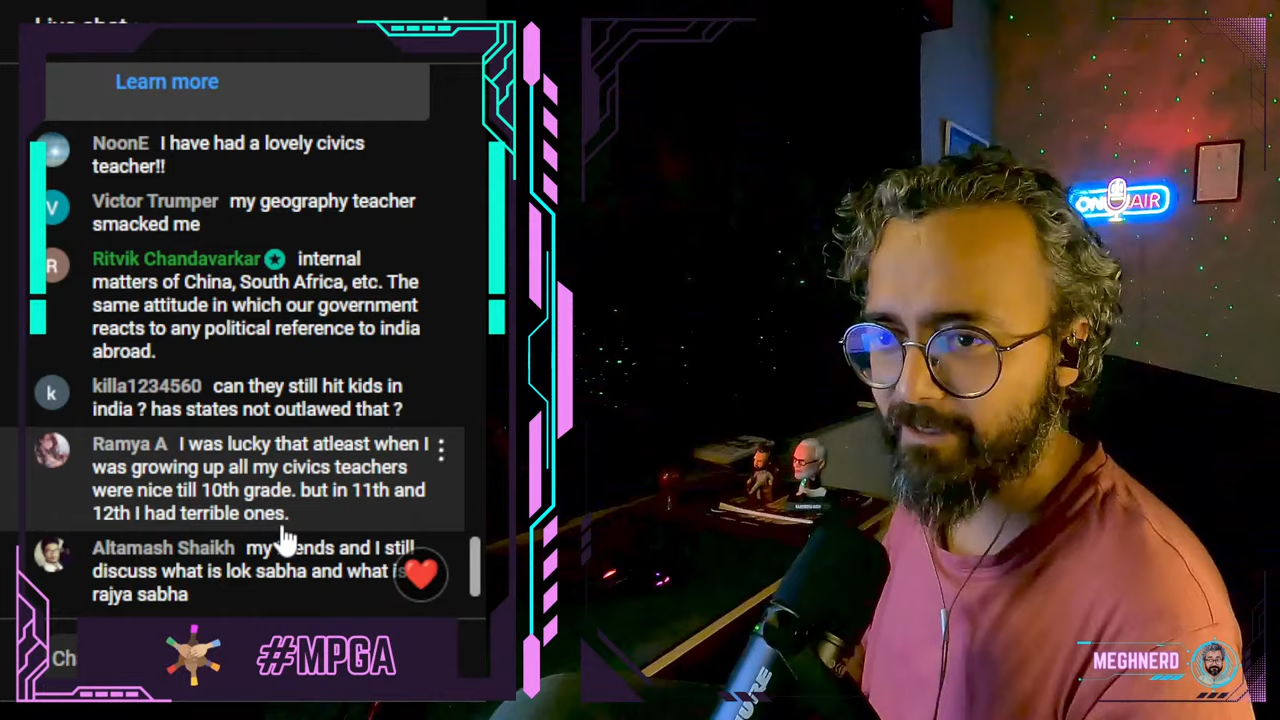 Live chat
Learn more
NoonE I have had a lovely civics
teacher!!
V
Victor Trumper my geography teacher
smacked me
R
Ritvik Chandavarkar internal
matters of China, South Africa, etc. The
same attitude in which our government
reacts to any political reference to india
abroad.
k
killa1234560 can they still hit kids in
india ? has states not outlawed that ?
Ramya A I was lucky that atleast when I
was growing up all my civics teachers
were nice till 10th grade. but in 11th and
12th I had terrible ones.
Altamash Shaikh my ends and I still
discuss what is lok sabha and what is
rajya sabha
Ch
#MPGA
ON AIR
MEGHNERD